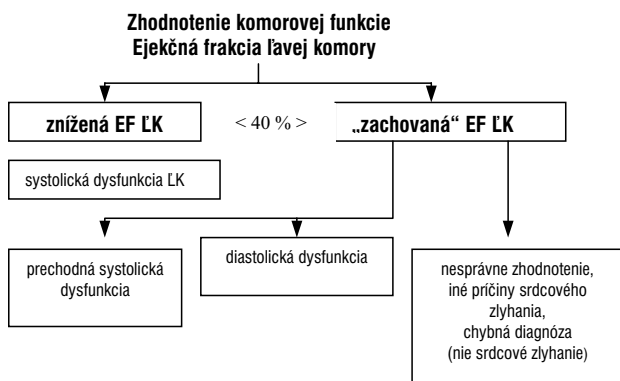 Zhodnotenie komorovej funkcie
Ejekčná frakcia ľavej komory
znížená EF ĽK
< 40 % >
„zachovaná“ EF ĽK
systolická dysfunkcia ĽK
prechodná systolická
dysfunkcia
diastolická dysfunkcia
nesprávne zhodnotenie,
iné príčiny srdcového
zlyhania,
chybná diagnóza
(nie srdcové zlyhanie)